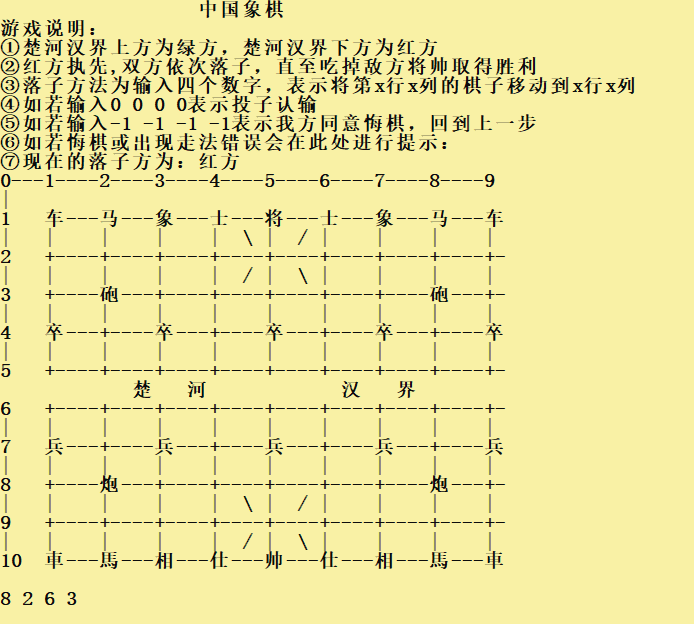 中国象棋
游戏说明：
①楚河汉界上方为绿方，楚河汉界下方为红方
②红方执先,双方依次落子，直至吃掉敌方将帅取得胜利
③落子方法为输入四个数字，表示将第x行x列的棋子移动到x行x列
④如若输入0 0 0 0表示投子认输
⑤如若输入-1 -1 -1 -1表示我方同意悔棋，回到上一步
⑥如若悔棋或出现走法错误会在此处进行提示：
⑦现在的落子方为：红方
0---1----2----3----4----5----6----7----8----9
|
1   车---马---象---士---将---士---象---马---车
|   |    |    |    |  \ |  / |    |    |    |
2   +----+----+----+----+----+----+----+----+-
|   |    |    |    |  / |  \ |    |    |    |
3   +----砲---+----+----+----+----+----砲---+-
|   |    |    |    |    |    |    |    |    |
4   卒---+----卒---+----卒---+----卒---+----卒
|   |    |    |    |    |    |    |    |    |
5   +----+----+----+----+----+----+----+----+-
楚 河 汉 界
6   +----+----+----+----+----+----+----+----+-
|   |    |    |    |    |    |    |    |    |
7   兵---+----兵---+----兵---+----兵---+----兵
|   |    |    |    |    |    |    |    |    |
8   +----炮---+----+----+----+----+----炮---+-
|   |    |    |    |  \ |  / |    |    |    |
9   +----+----+----+----+----+----+----+----+-
|   |    |    |    |  / |  \ |    |    |    |
10  車---馬---相---仕---帅---仕---相---馬---車
8 2 6 3